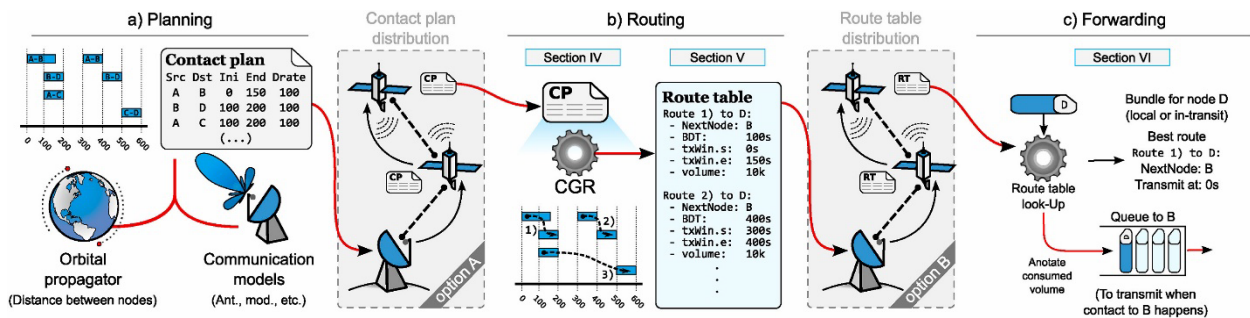 a) Planning
A-B
A-B
B-D
B-D
A-C
C-D
0 100 200 300 400 500 600
Contact plan
Src Dst Ini End Drate
A B 0 150 100
B D 100 200 100
A C 100 200 100
(...)
Orbital
propagator
(Distance between nodes)
Communication
models
(Ant., mod., etc.)
Contact plan
distribution
CP
CP
option A
b) Routing
Section IV
CP
CGR
1)
2)
3)
0 100 200 300 400 500 600
Section V
Route table
Route 1) to D:
- NextNode: B
- BDT: 100s
- txWin.s: 0s
- txWin.e: 150s
- volume: 10k
Route 2) to D:
- NextNode: B
- BDT: 400s
- txWin.s: 300s
- txWin.e: 400s
- volume: 10k
.
.
.
Route table
distribution
RT
RT
option B
c) Forwarding
Section VI
D
Bundle for node D
(local or in-transit)
Best route
Route 1) to D:
NextNode: B
Transmit at: 0s
Route table
look-Up
Queue to B
D
Anotate
consumed
volume
(To transmit when
contact to B happens)